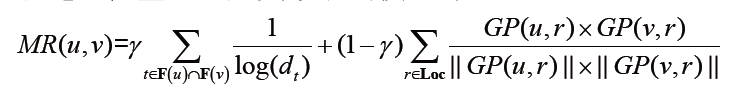 MR(u,v)=γ ∑_{t∈F(u)∩F(v)} 1/log(d_t) + (1−γ) ∑_{r∈Loc} GP(u,r)×GP(v,r)/(|| GP(u,r) || × || GP(v,r) ||)